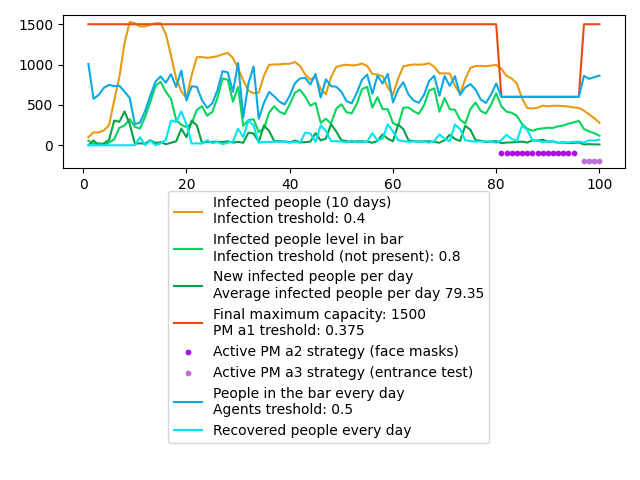 1500
1000
500
0
0
20
40
60
80
100
Infected people (10 days)
Infection treshold: 0.4
Infected people level in bar
Infection treshold (not present): 0.8
New infected people per day
Average infected people per day 79.35
Final maximum capacity: 1500
PM a1 treshold: 0.375
Active PM a2 strategy (face masks)
Active PM a3 strategy (entrance test)
People in the bar every day
Agents treshold: 0.5
Recovered people every day